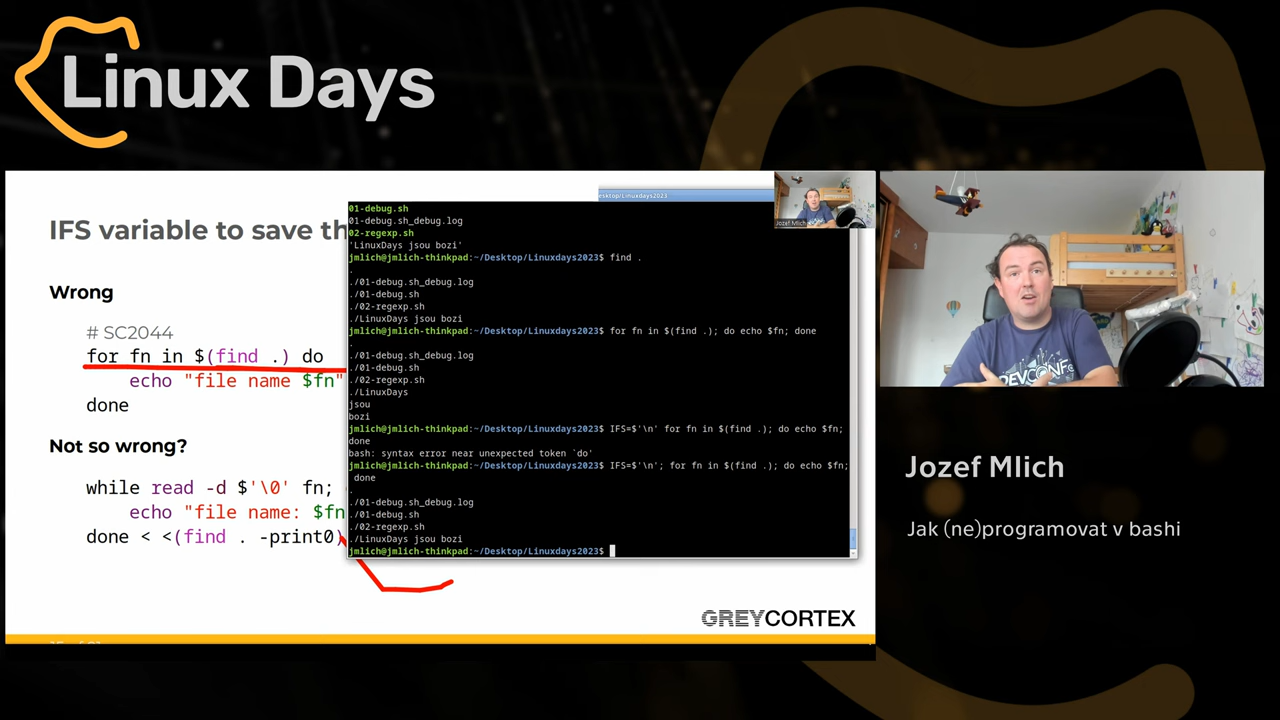 Linux Days
IFS variable to save th
Wrong
# SC2044
for fn in $(find .) do
echo "file name $fn"
done
Not so wrong?
while read -d $'\0' fn;
echo "file name: $fn
done < <(find . -print0)
GREYCORTEX
esktop/Linuxdays2023
01-debug.sh
01-debug.sh_debug.log
02-regexp.sh
'LinuxDays jsou bozi'
jmlich@jmlich-thinkpad:~/Desktop/Linuxdays2023$ find .
.
./01-debug.sh_debug.log
./01-debug.sh
./02-regexp.sh
./LinuxDays jsou bozi
jmlich@jmlich-thinkpad:~/Desktop/Linuxdays2023$ for fn in $(find .); do echo $fn; done
.
./01-debug.sh_debug.log
./01-debug.sh
./02-regexp.sh
./LinuxDays
jsou
bozi
jmlich@jmlich-thinkpad:~/Desktop/Linuxdays2023$ IFS=$'\n' for fn in $(find .); do echo $fn;
done
bash: syntax error near unexpected token `do'
jmlich@jmlich-thinkpad:~/Desktop/Linuxdays2023$ IFS=$'\n'; for fn in $(find .); do echo $fn;
done
.
./01-debug.sh_debug.log
./01-debug.sh
./02-regexp.sh
./LinuxDays jsou bozi
jmlich@jmlich-thinkpad:~/Desktop/Linuxdays2023$
Jozef Mlich
DEVCONF
Jozef Mlich
Jak (ne)programovat v bashi